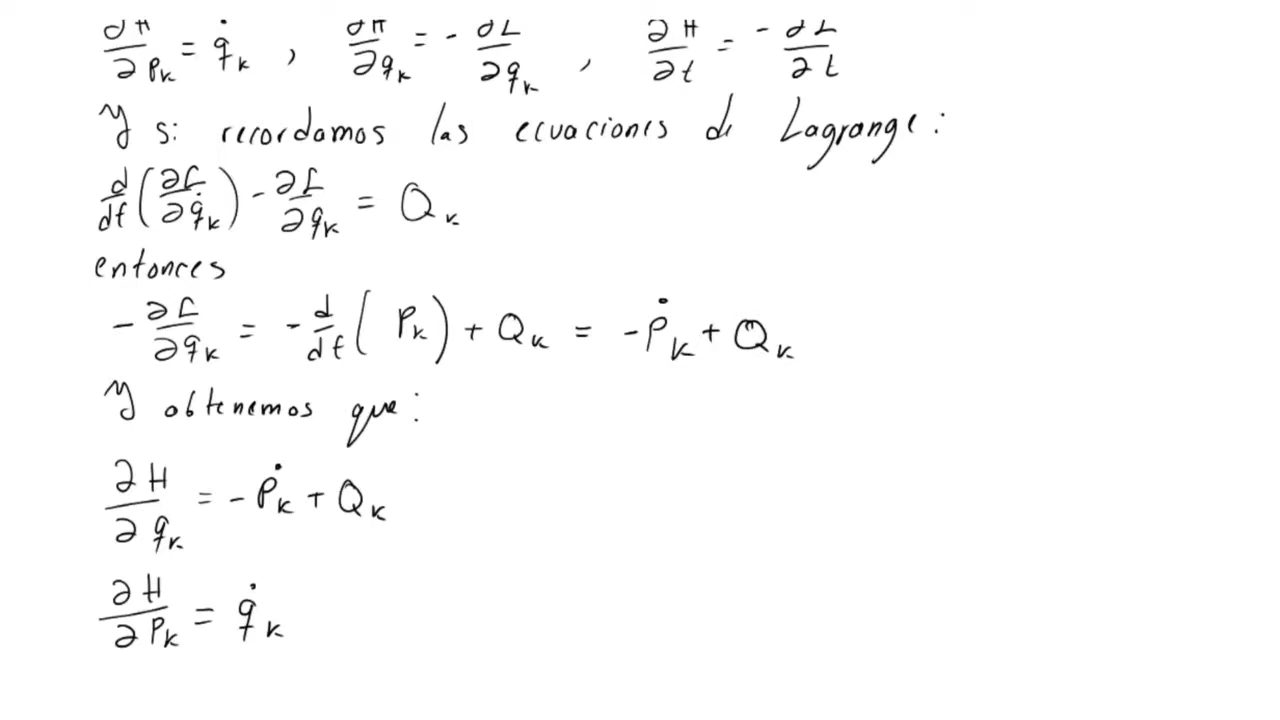 ∂H/∂p_k = q̇_k , ∂H/∂q_k = - ∂L/∂q_k , ∂H/∂t = - ∂L/∂t
Y si recordamos las ecuaciones de Lagrange:
d/dt (∂L/∂q̇_k) - ∂L/∂q_k = Q_k
entonces
- ∂L/∂q_k = - d/dt ( P_k ) + Q_k = - Ṗ_k + Q_k
Y obtenemos que:
∂H/∂q_k = - Ṗ_k + Q_k
∂H/∂P_k = q̇_k